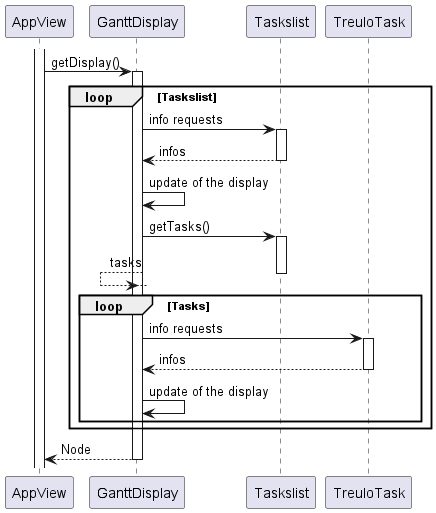 AppView GanttDisplay Taskslist TreuloTask
getDisplay()
loop [Taskslist]
info requests
infos
update of the display
getTasks()
tasks
loop [Tasks]
info requests
infos
update of the display
Node
AppView GanttDisplay Taskslist TreuloTask